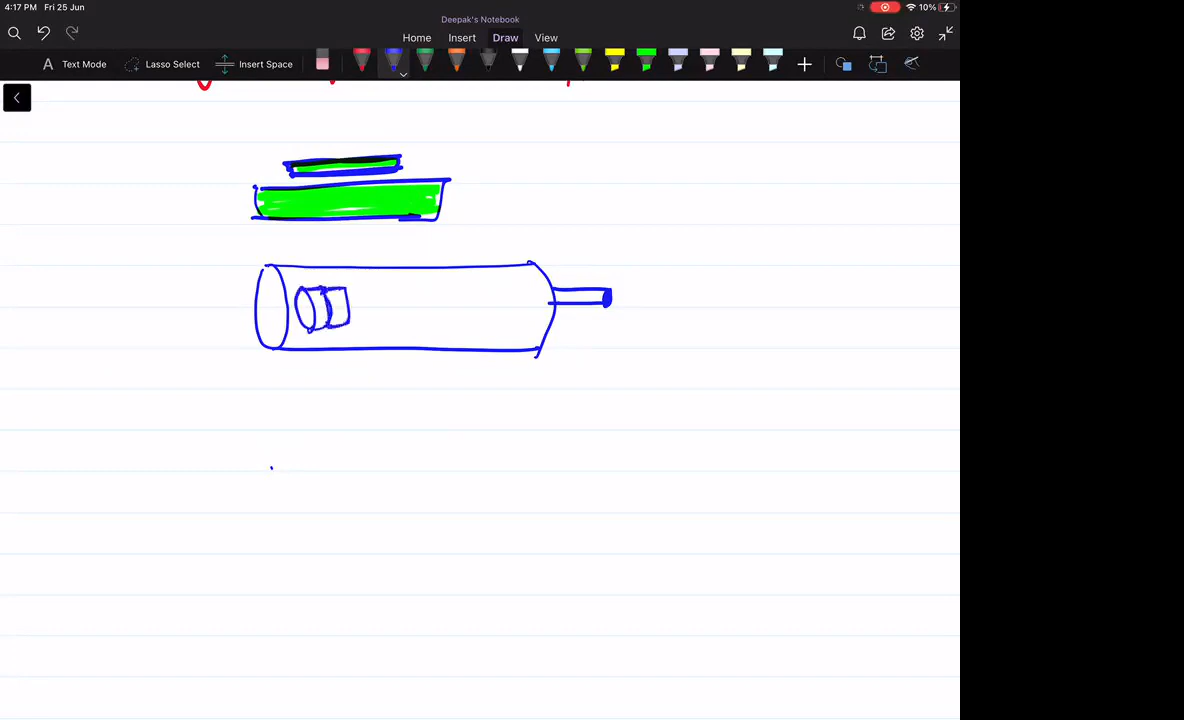 4:17 PM Fri 25 Jun
10%
Deepak's Notebook
Home Insert Draw View
A Text Mode Lasso Select Insert Space